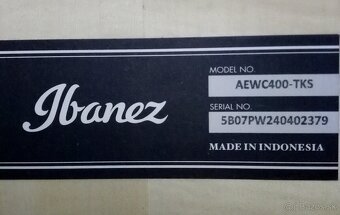 Ibanez
MODEL NO.
AEWC400-TKS
SERIAL NO.
5B07PW240402379
MADE IN INDONESIA